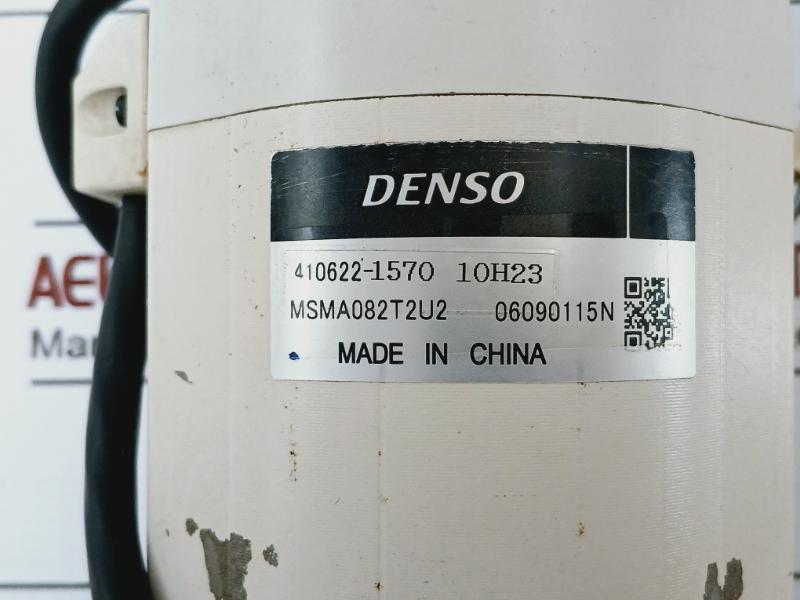 DENSO
410622-1570 10H23
MSMA082T2U2 06090115N
MADE IN CHINA